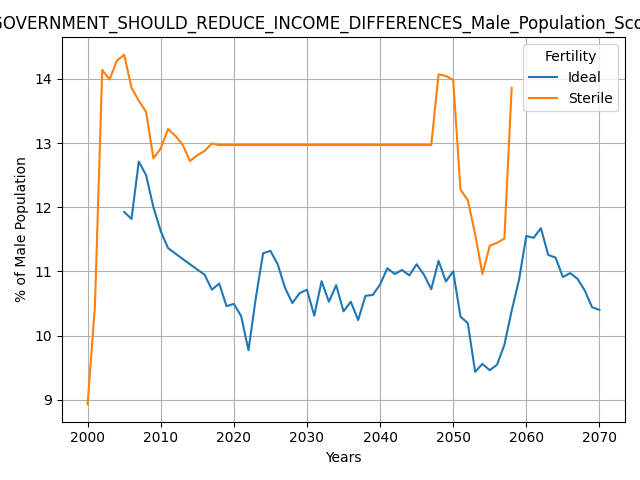 GOVERNMENT_SHOULD_REDUCE_INCOME_DIFFERENCES_Male_Population_Sco
Fertility
Ideal
Sterile
% of Male Population
14
13
12
11
10
9
2000 2010 2020 2030 2040 2050 2060 2070
Years